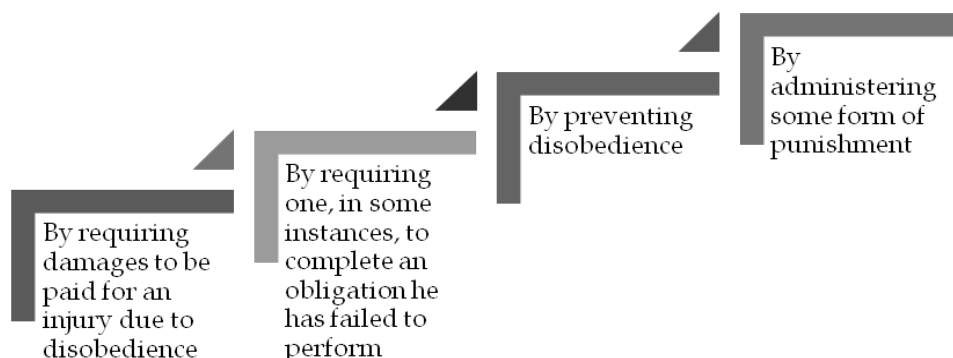 By requiring
damages to be
paid for an
injury due to
disobedience
By requiring
one, in some
instances, to
complete an
obligation he
has failed to
perform
By preventing
disobedience
By
administering
some form of
punishment